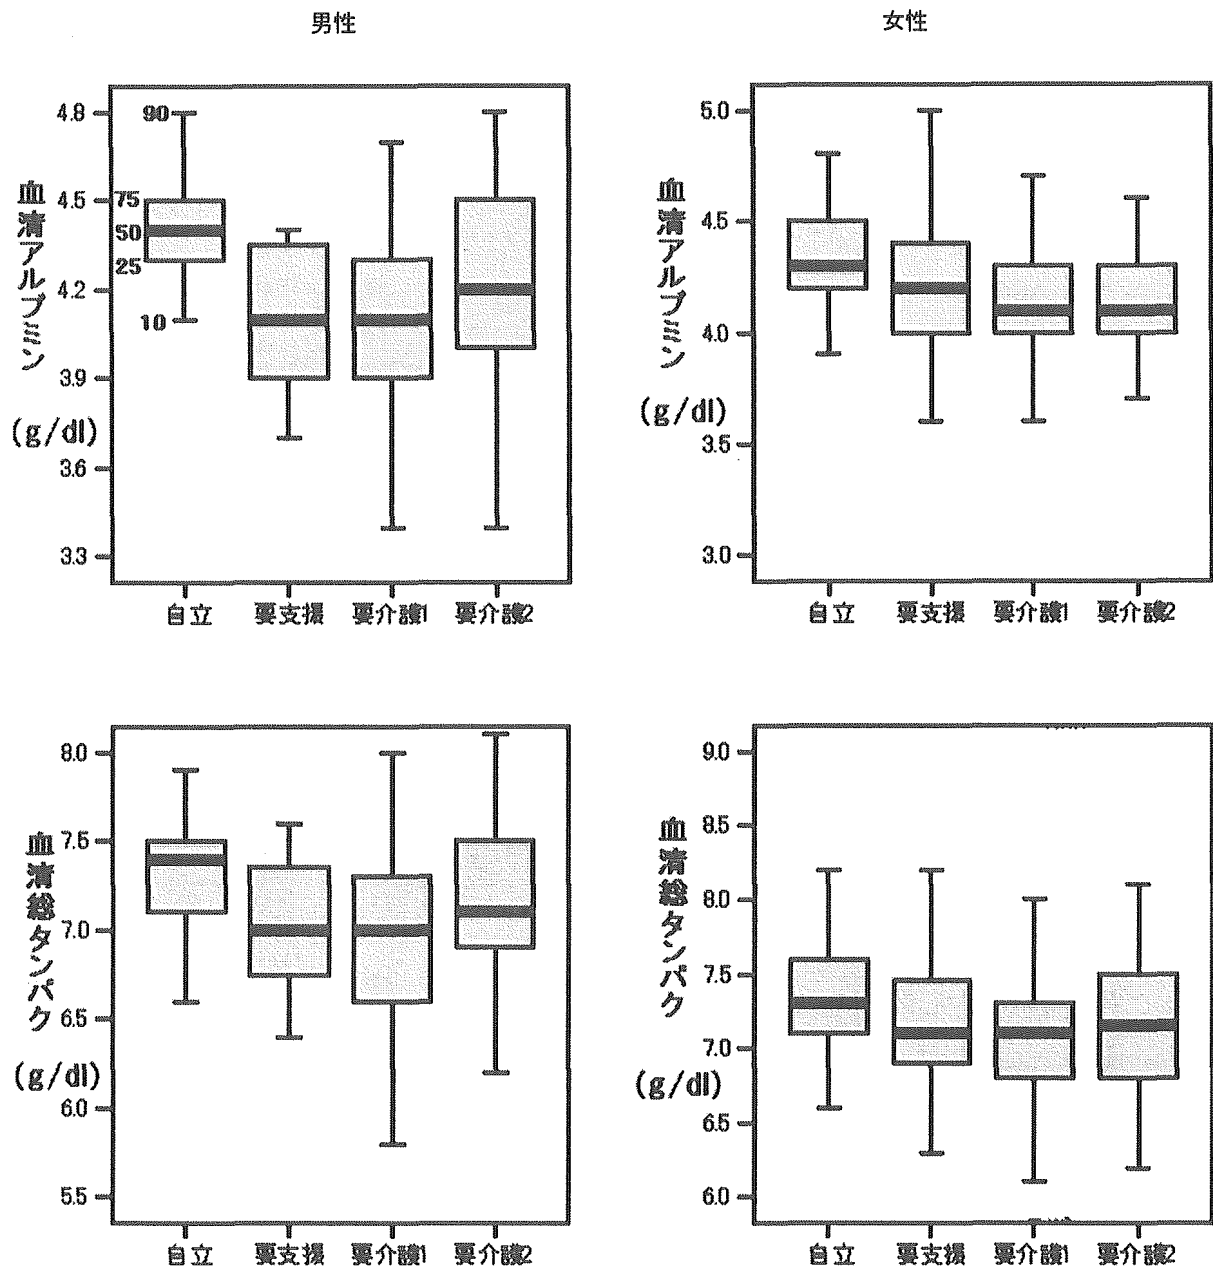 男性
女性
4.8
4.5
4.2
3.9
3.6
3.3
90
75
50
25
10
血清アルブミン
(g/dl)
自立 要支援 要介護1 要介護2
5.0
4.5
4.0
3.5
3.0
血清アルブミン
(g/dl)
自立 要支援 要介護1 要介護2
8.0
7.5
7.0
6.5
6.0
5.5
血清総タンパク
(g/dl)
自立 要支援 要介護1 要介護2
9.0
8.5
8.0
7.5
7.0
6.5
6.0
血清総タンパク
(g/dl)
自立 要支援 要介護1 要介護2